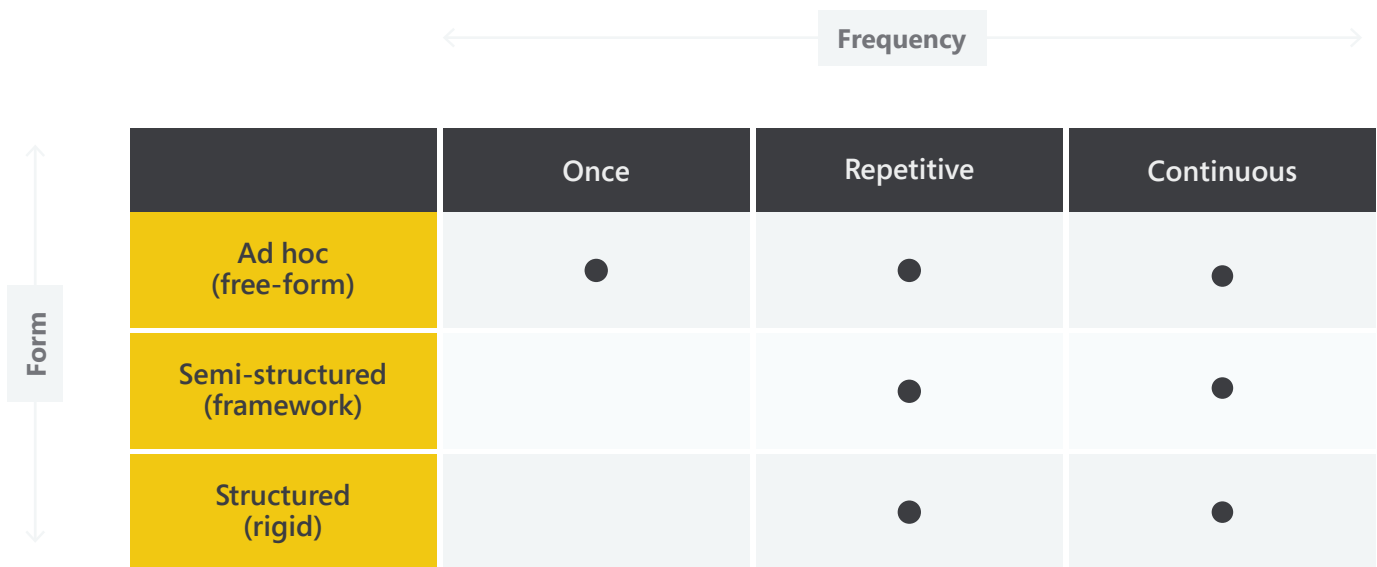 Frequency
Once
Repetitive
Continuous
Form
Ad hoc
(free-form)
Semi-structured
(framework)
Structured
(rigid)